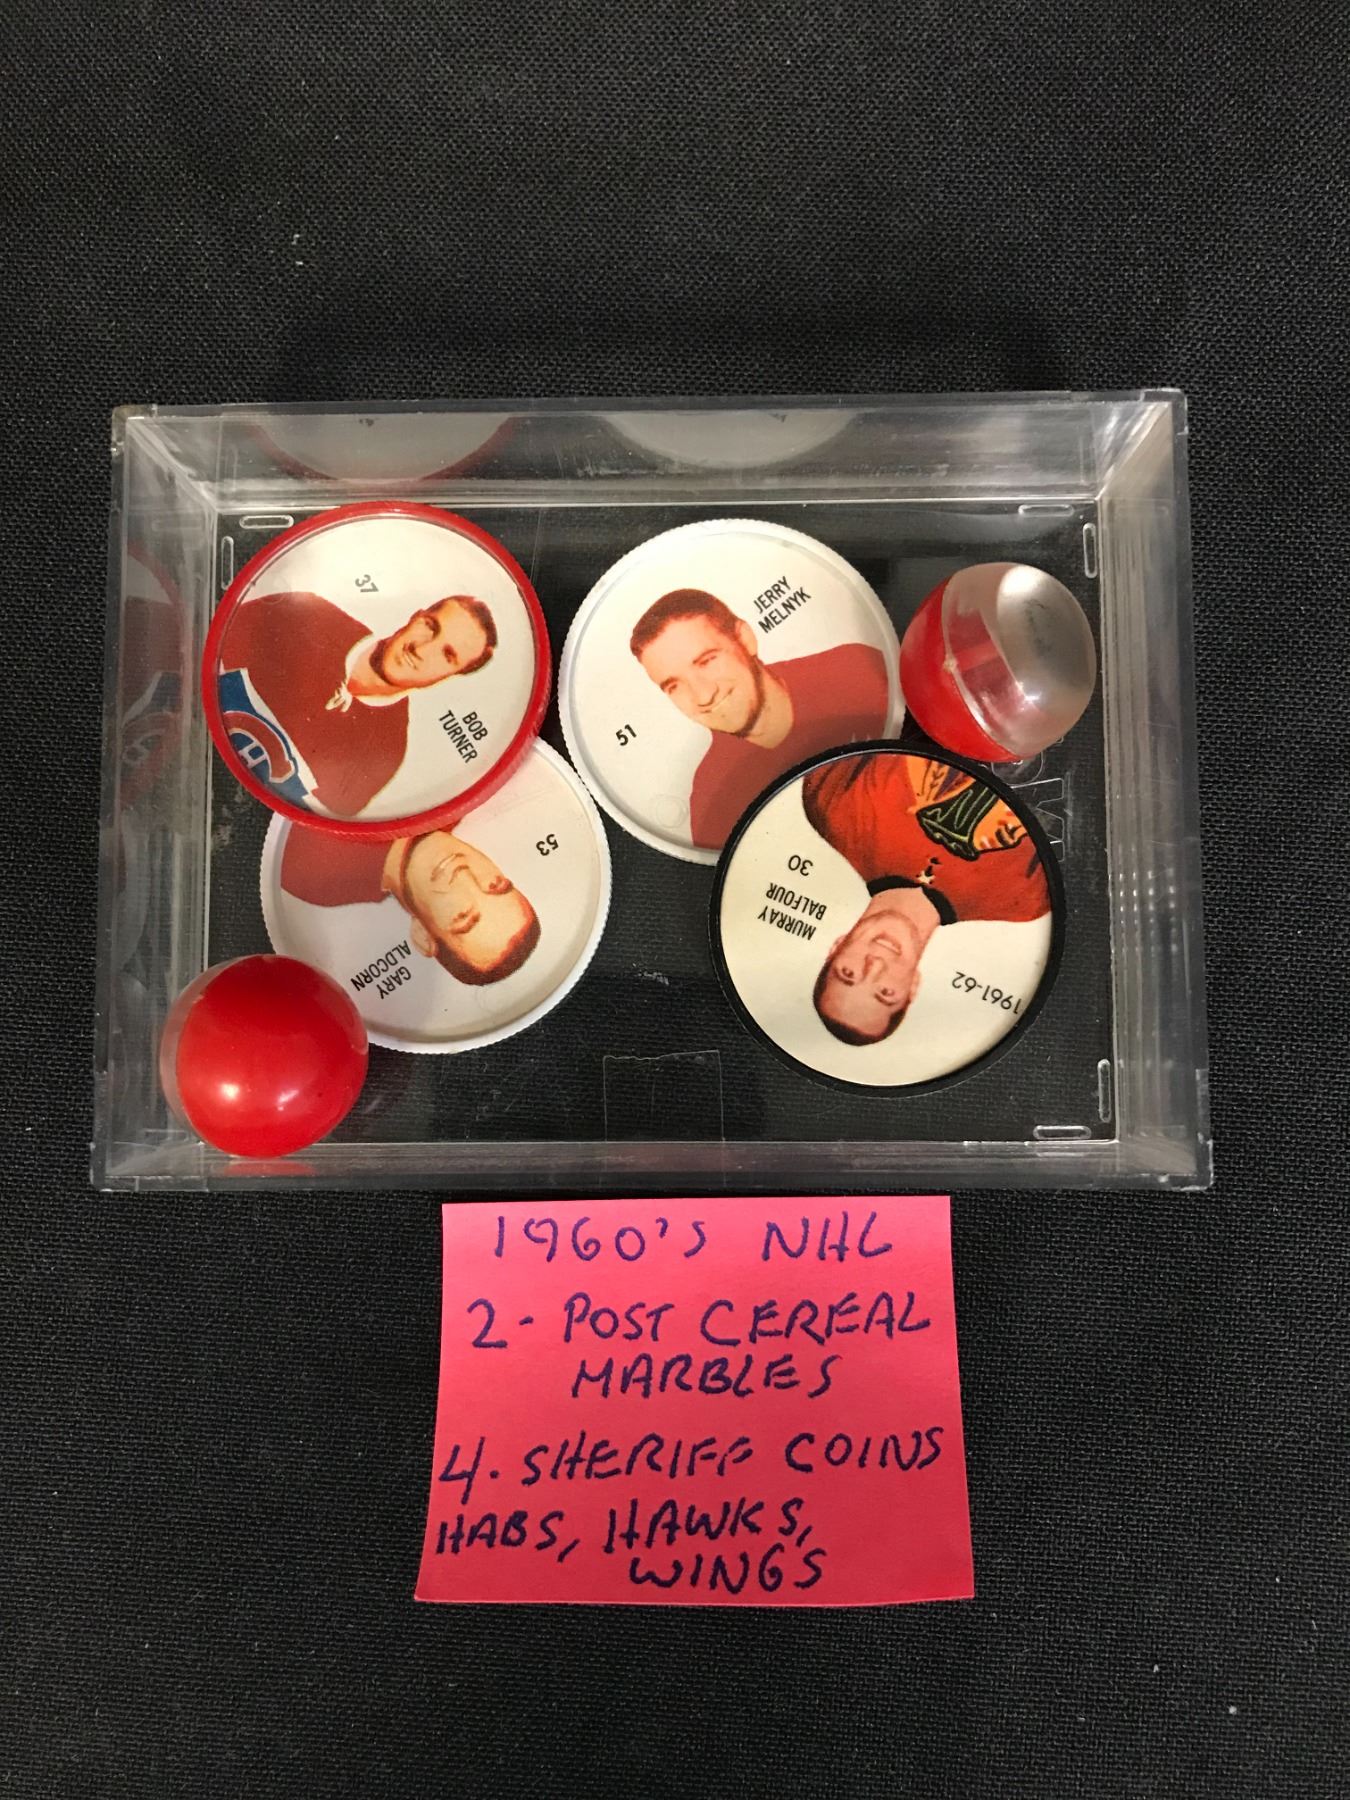 37
BOB
TURNER
JERRY
MELNYK
51
53
GARY
ALDCORN
30
MURRAY
BALFOUR
1961-62
1960's NHL
2- POST CEREAL
MARBLES
4. SHERIFF COINS
HABS, HAWKS,
WINGS